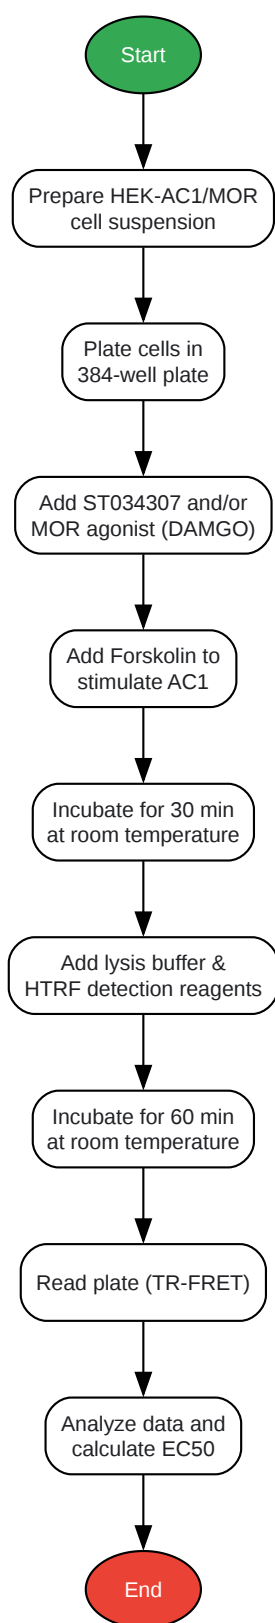 Start
Prepare HEK-AC1/MOR
cell suspension
Plate cells in
384-well plate
Add ST034307 and/or
MOR agonist (DAMGO)
Add Forskolin to
stimulate AC1
Incubate for 30 min
at room temperature
Add lysis buffer &
HTRF detection reagents
Incubate for 60 min
at room temperature
Read plate (TR-FRET)
Analyze data and
calculate EC50
End